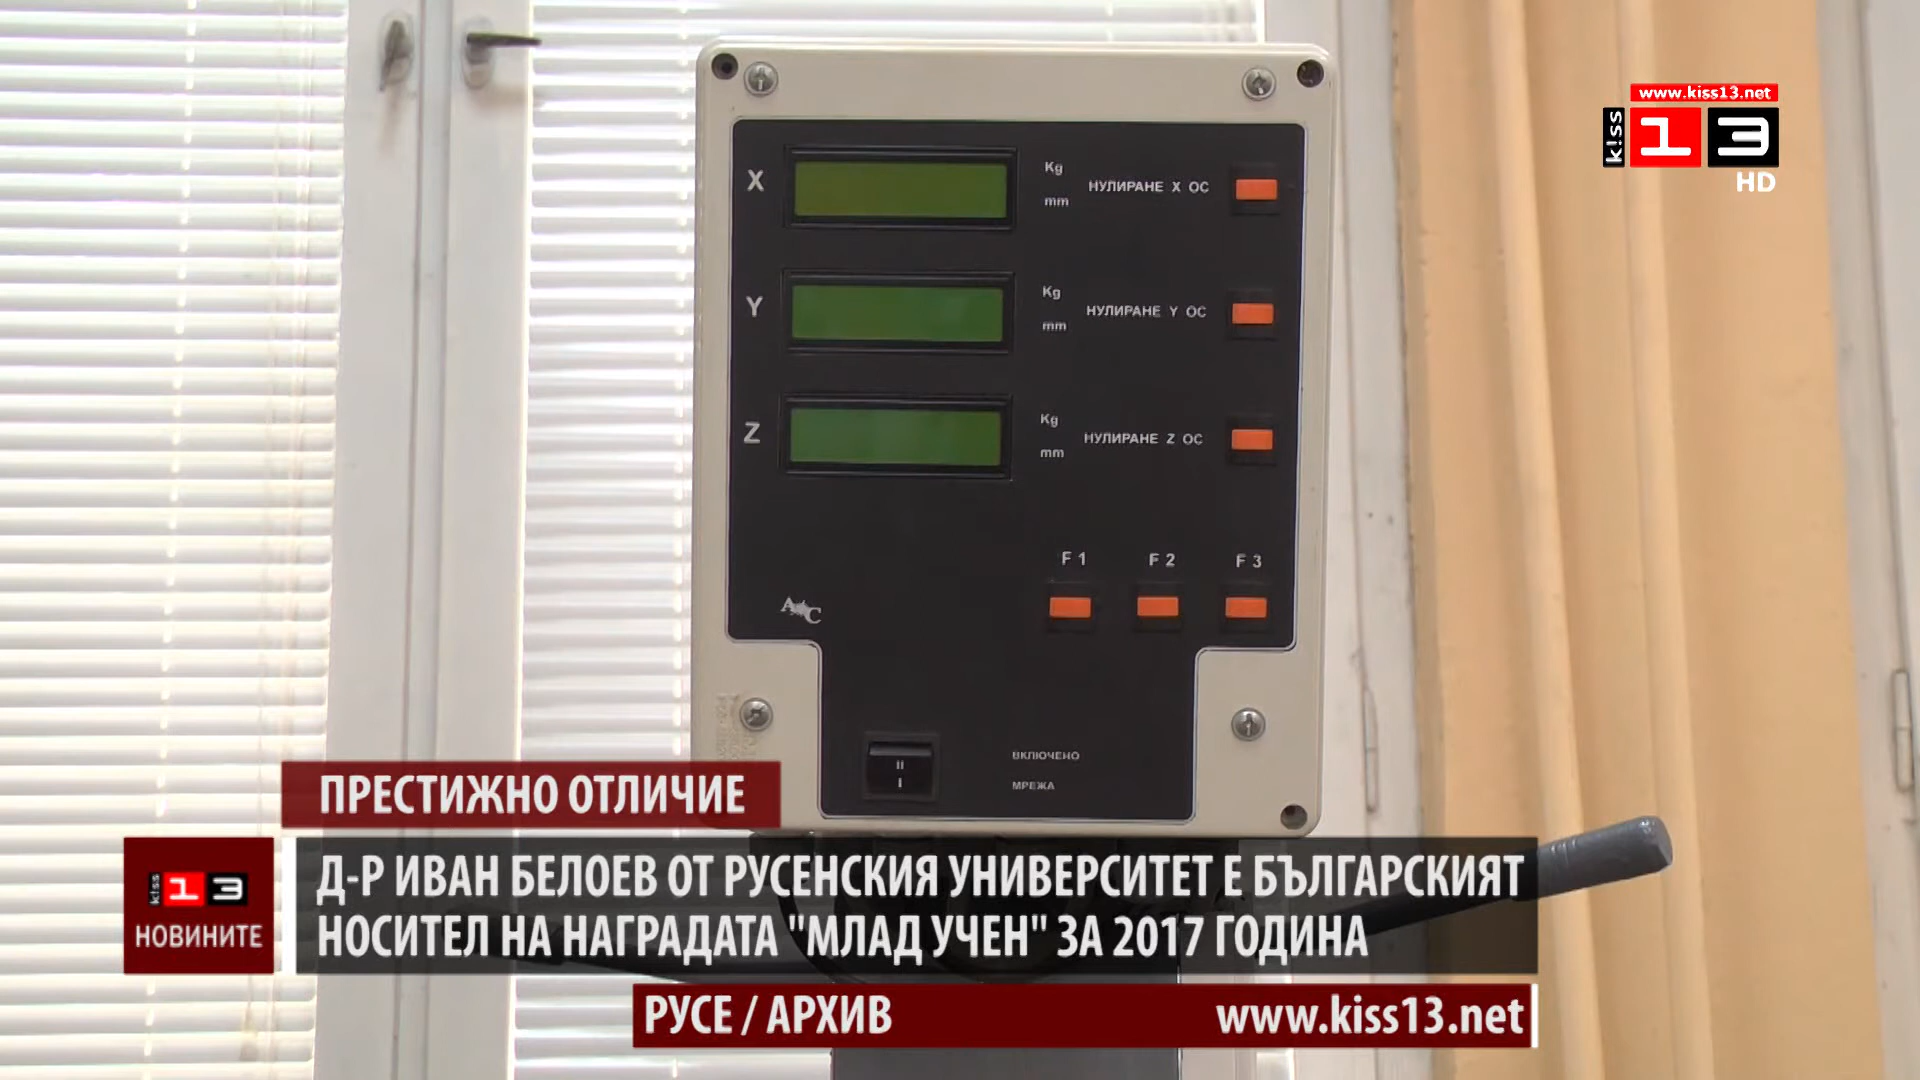 www.kiss13.net
kiss 13
HD
X
Kg
mm
НУЛИРАНЕ X ОС
Y
Kg
mm
НУЛИРАНЕ Y ОС
Z
Kg
mm
НУЛИРАНЕ Z ОС
F 1 F 2 F 3
A C
II
I
ВКЛЮЧЕНО
МРЕЖА
ПРЕСТИЖНО ОТЛИЧИЕ
kiss 13
НОВИНИТЕ
Д-Р ИВАН БЕЛОЕВ ОТ РУСЕНСКИЯ УНИВЕРСИТЕТ Е БЪЛГАРСКИЯТ
НОСИТЕЛ НА НАГРАДАТА "МЛАД УЧЕН" ЗА 2017 ГОДИНА
РУСЕ / АРХИВ www.kiss13.net